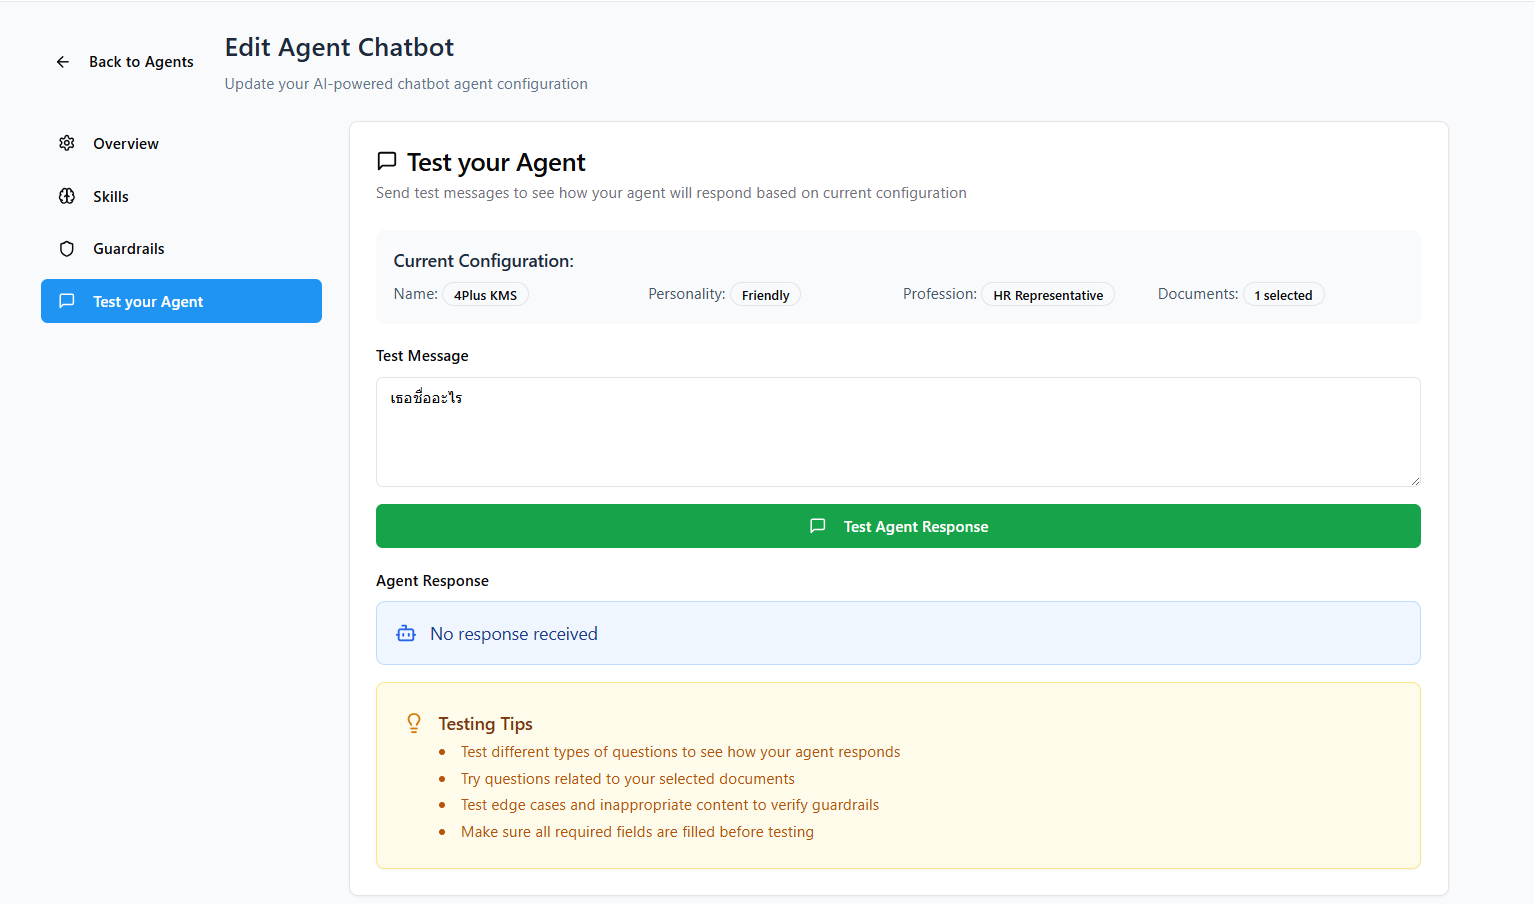 Edit Agent Chatbot
Back to Agents
Update your AI-powered chatbot agent configuration
Overview
Skills
Guardrails
Test your Agent
Test your Agent
Send test messages to see how your agent will respond based on current configuration
Current Configuration:
Name: 4Plus KMS Personality: Friendly Profession: HR Representative Documents: 1 selected
Test Message
เธอชื่ออะไร
Test Agent Response
Agent Response
No response received
Testing Tips
• Test different types of questions to see how your agent responds
• Try questions related to your selected documents
• Test edge cases and inappropriate content to verify guardrails
• Make sure all required fields are filled before testing